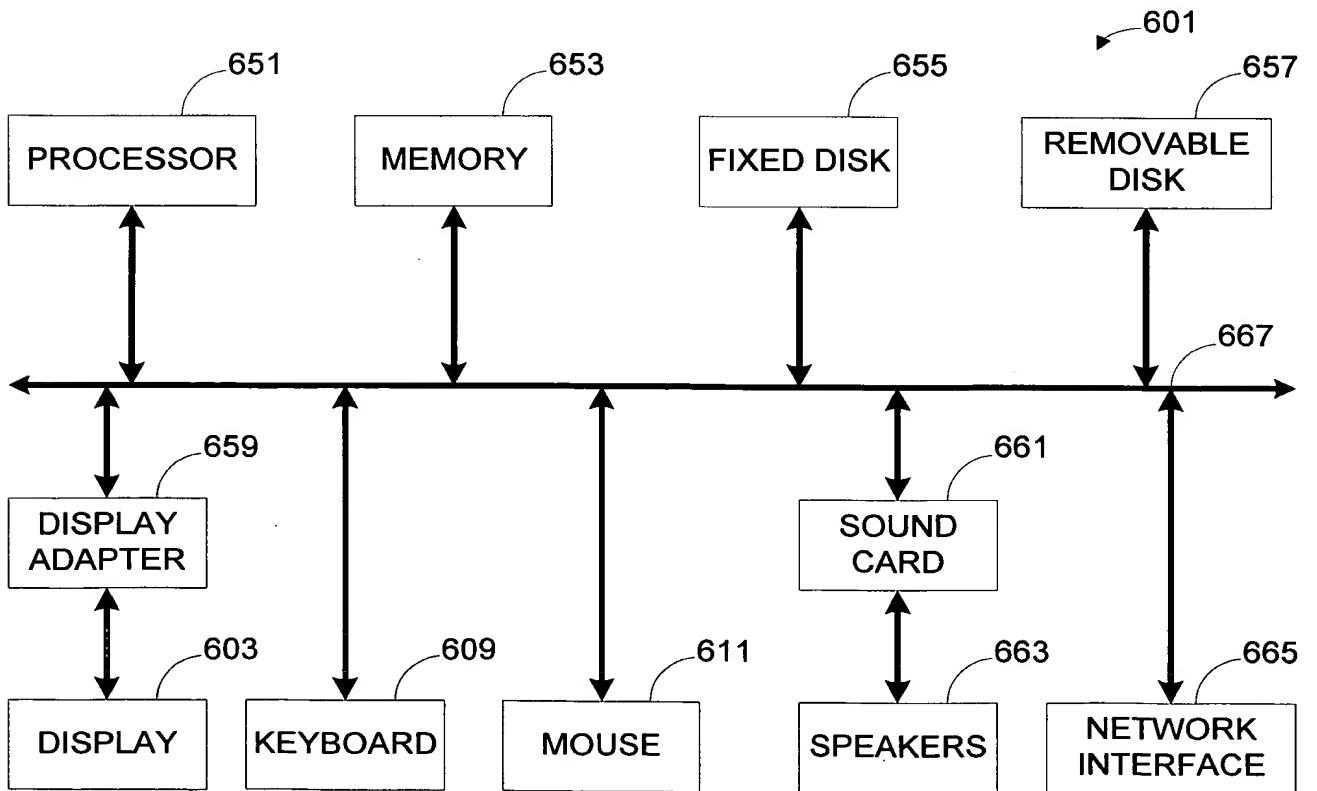 601
651
653
655
657
PROCESSOR
MEMORY
FIXED DISK
REMOVABLE
DISK
667
659
661
DISPLAY
ADAPTER
SOUND
CARD
603
609
611
663
665
DISPLAY
KEYBOARD
MOUSE
SPEAKERS
NETWORK
INTERFACE